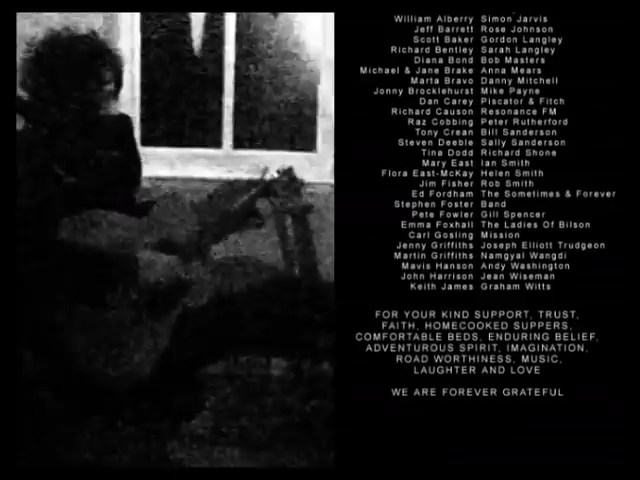 William Alberry Simon Jarvis
Jeff Barrett Rose Johnson
Scott Baker Gordon Langley
Richard Bentley Sarah Langley
Diana Bond Bob Masters
Michael & Jane Brake Anna Mears
Marta Bravo Danny Mitchell
Jonny Brocklehurst Mike Payne
Dan Carey Piscator & Fitch
Richard Causon Resonance FM
Raz Cobbing Peter Rutherford
Tony Crean Bill Sanderson
Steven Deeble Sally Sanderson
Tina Dodd Richard Shone
Mary East Ian Smith
Flora East-McKay Helen Smith
Jim Fisher Rob Smith
Ed Fordham The Sometimes & Forever
Stephen Foster Band
Pete Fowler Gill Spencer
Emma Foxhall The Ladies Of Bilson
Carl Gosling Mission
Jenny Griffiths Joseph Elliott Trudgeon
Martin Griffiths Namgyal Wangdi
Mavis Hanson Andy Washington
John Harrison Jean Wiseman
Keith James Graham Witts
FOR YOUR KIND SUPPORT, TRUST,
FAITH, HOMECOOKED SUPPERS,
COMFORTABLE BEDS, ENDURING BELIEF,
ADVENTUROUS SPIRIT, IMAGINATION,
ROAD WORTHINESS, MUSIC,
LAUGHTER AND LOVE
WE ARE FOREVER GRATEFUL